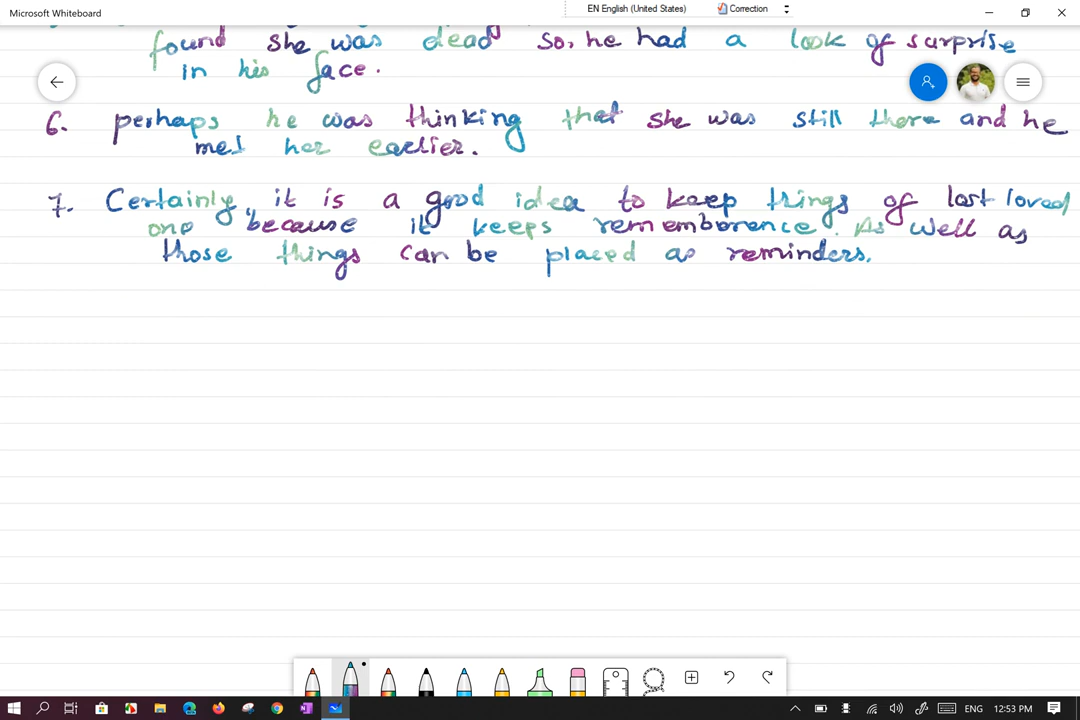 Microsoft Whiteboard
EN English (United States) Correction
found she was dead so, he had a look of surprise
in his face.
6. perhaps he was thinking that she was still there and he
met her earlier.
7. Certainly, it is a good idea to keep things of lost loved
one because it keeps rememborence. As well as
those things can be placed as reminders.
ENG 12:53 PM